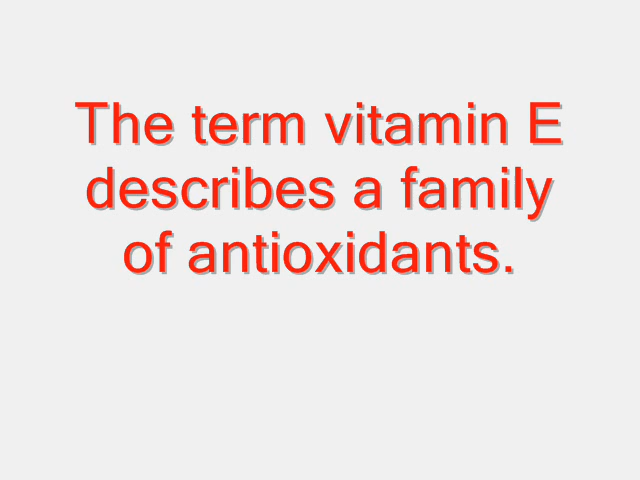 The term vitamin E
describes a family
of antioxidants.